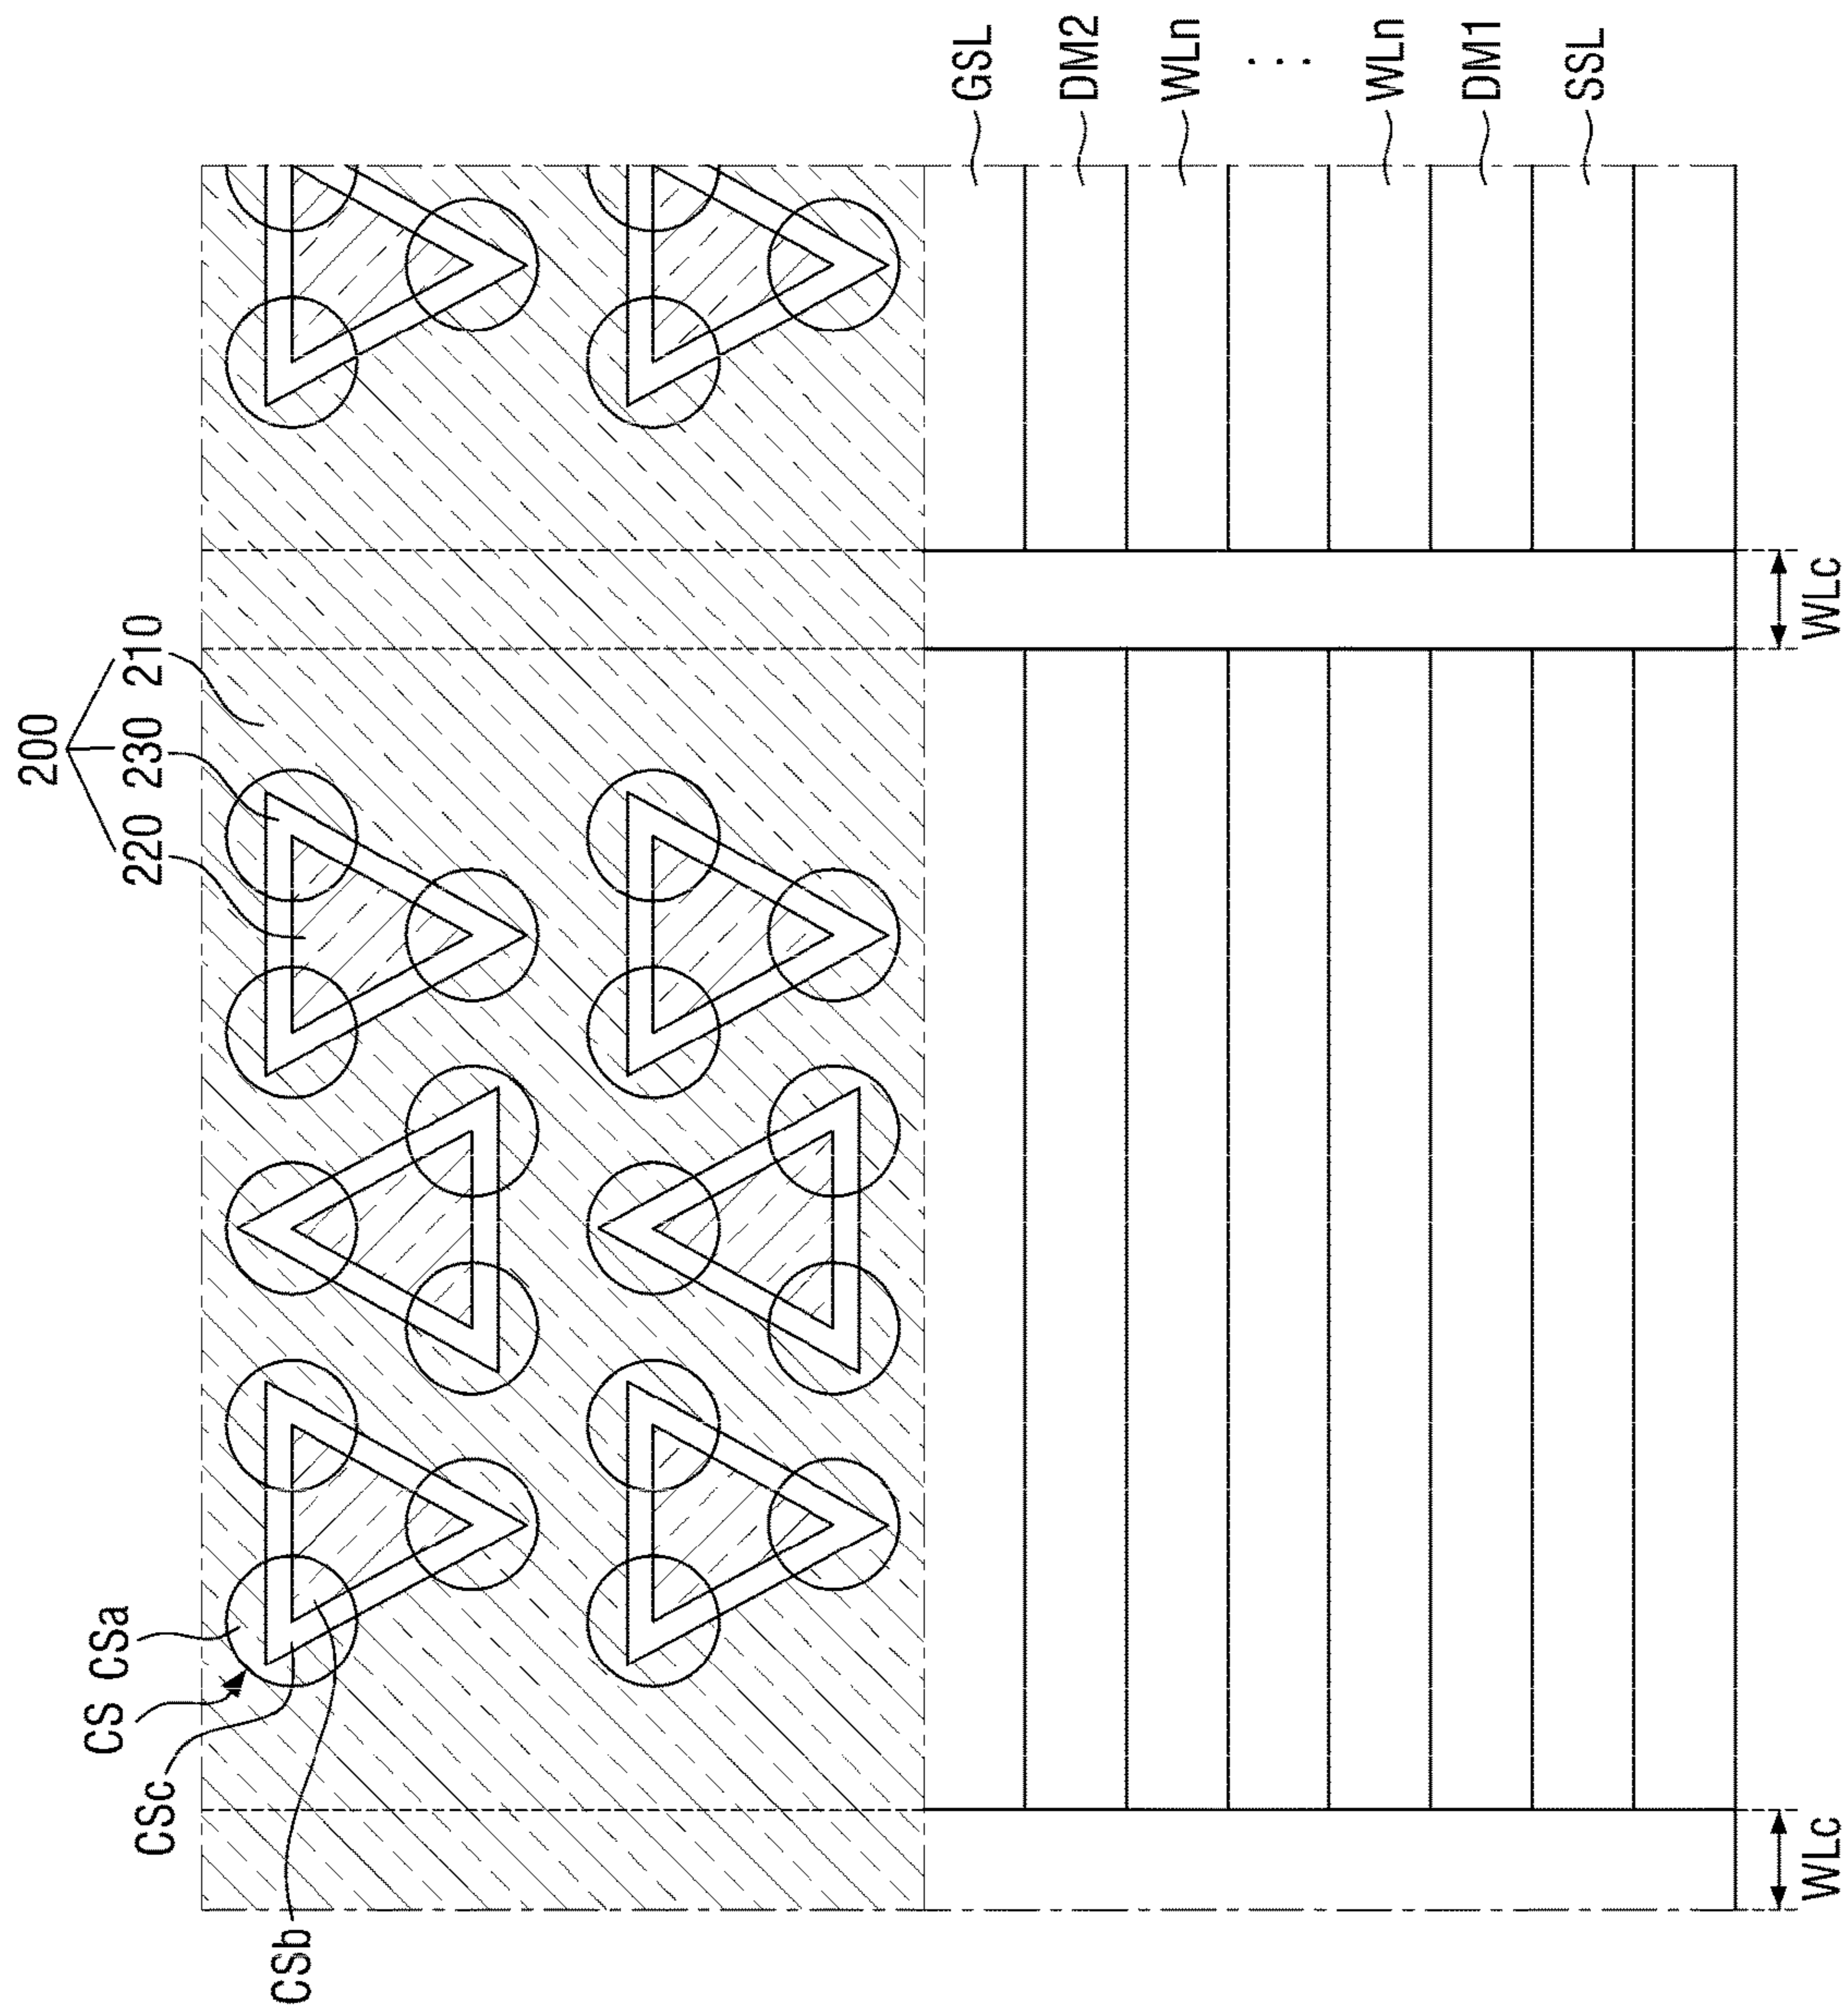 200
220 230 210
CS CSa
CSc
CSb
GSL
DM2
WLn
...
WLn
DM1
SSL
WLc
WLc